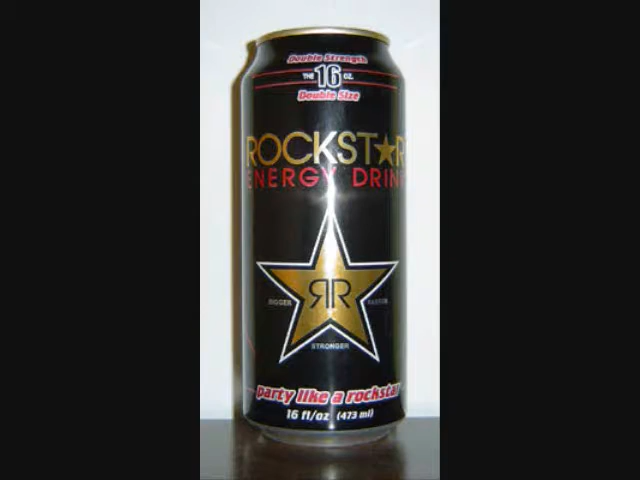 Double Strength
THE 16 OZ.
Double Size
ROCKSTAR
ENERGY DRINK
RR
BIGGER FASTER
STRONGER
party like a rockstar
16 fl/oz (473 ml)